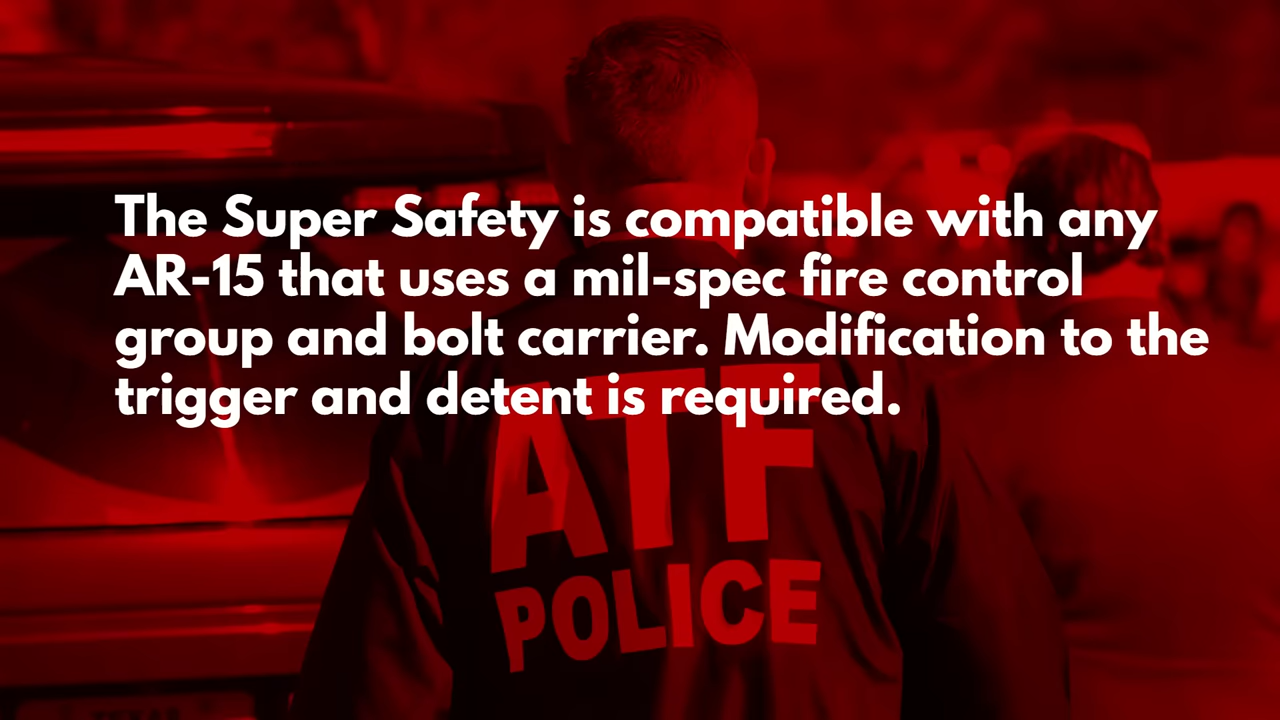 The Super Safety is compatible with any
AR-15 that uses a mil-spec fire control
group and bolt carrier. Modification to the
trigger and detent is required.
ATF
POLICE
TEXAS